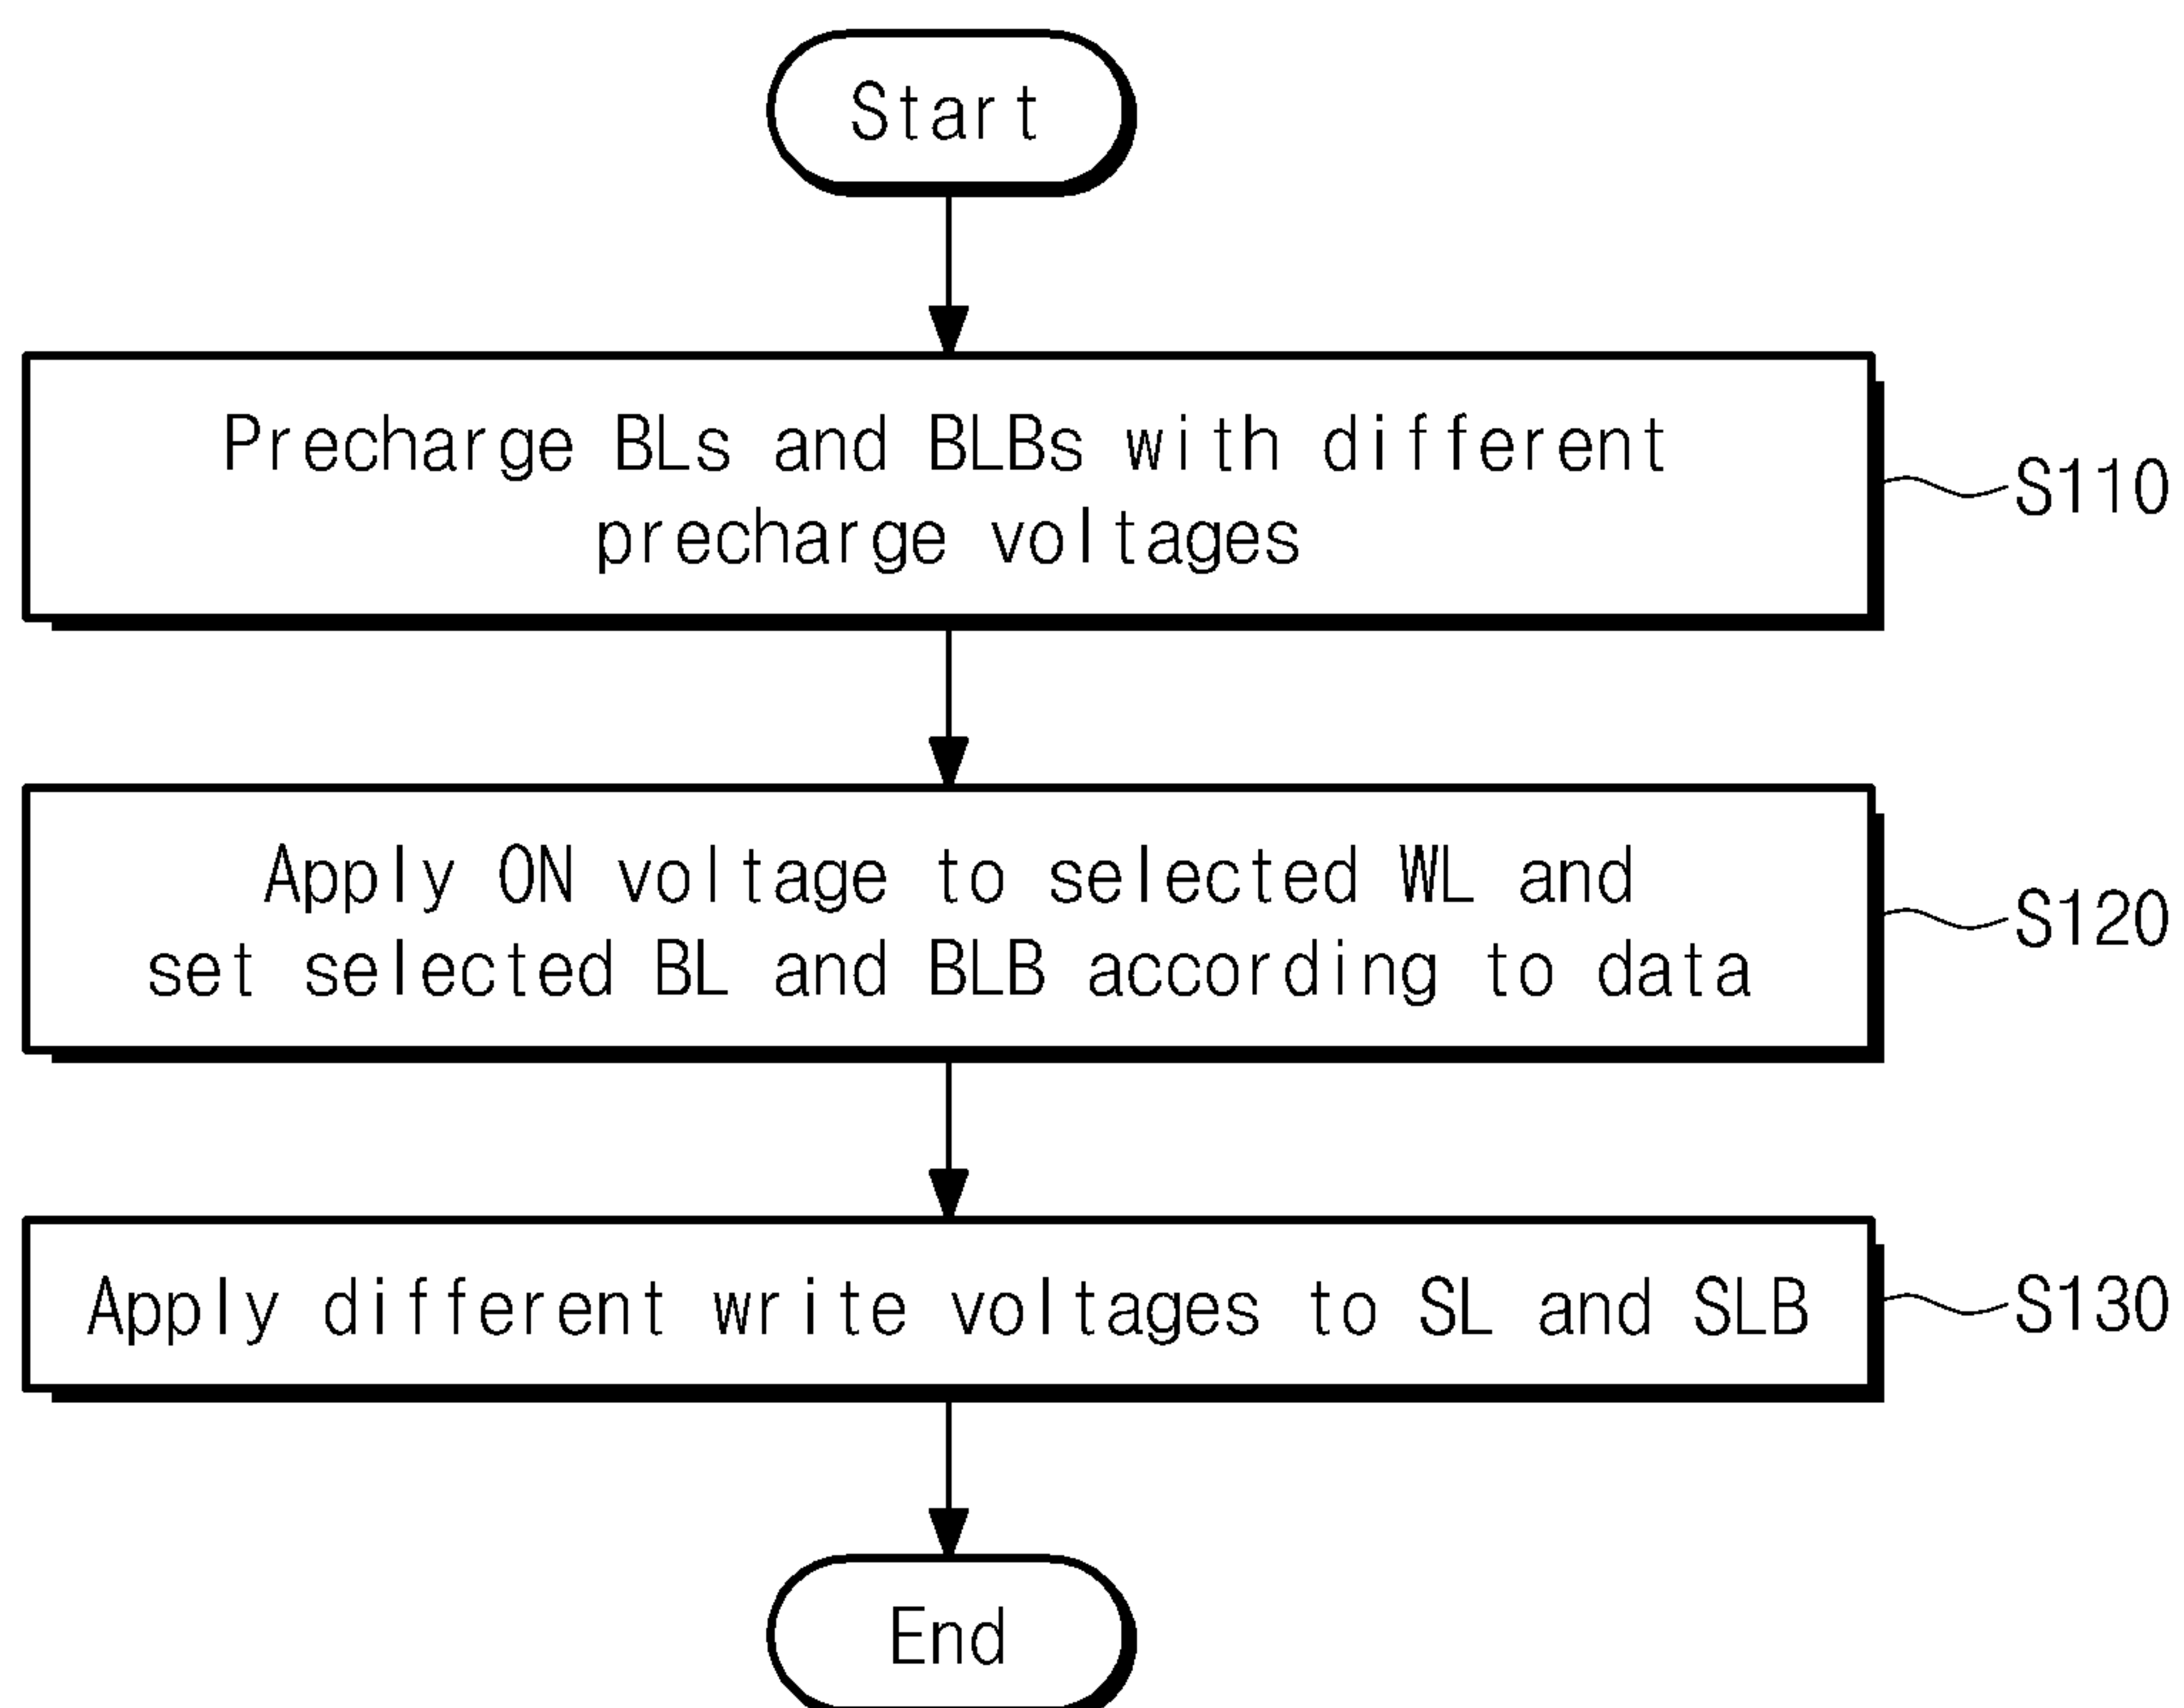 Start
Precharge BLs and BLBs with different
precharge voltages
S110
Apply ON voltage to selected WL and
set selected BL and BLB according to data
S120
Apply different write voltages to SL and SLB
S130
End